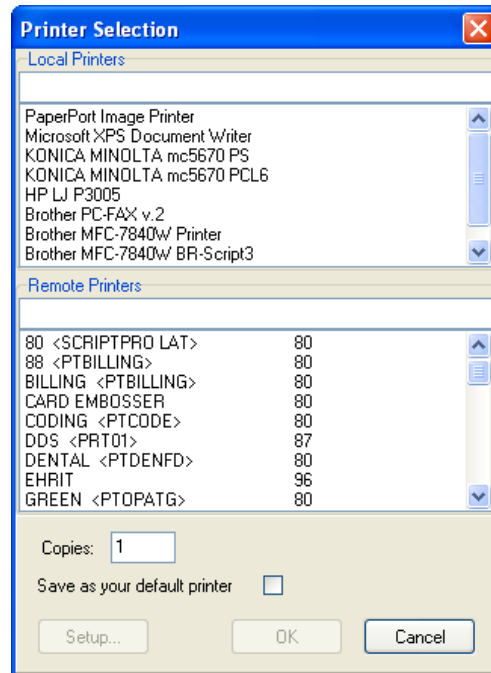 Printer Selection
Local Printers
PaperPort Image Printer
Microsoft XPS Document Writer
KONICA MINOLTA mc5670 PS
KONICA MINOLTA mc5670 PCL6
HP LJ P3005
Brother PC-FAX v.2
Brother MFC-7840W Printer
Brother MFC-7840W BR-Script3
Remote Printers
80 <SCRIPTPRO LAT> 80
88 <PTBILLING> 80
BILLING <PTBILLING> 80
CARD EMBOSSER 80
CODING <PTCODE> 80
DDS <PRT01> 87
DENTAL <PTDENFD> 80
EHRIT 96
GREEN <PTOPATG> 80
Copies: 1
Save as your default printer
Setup... OK Cancel